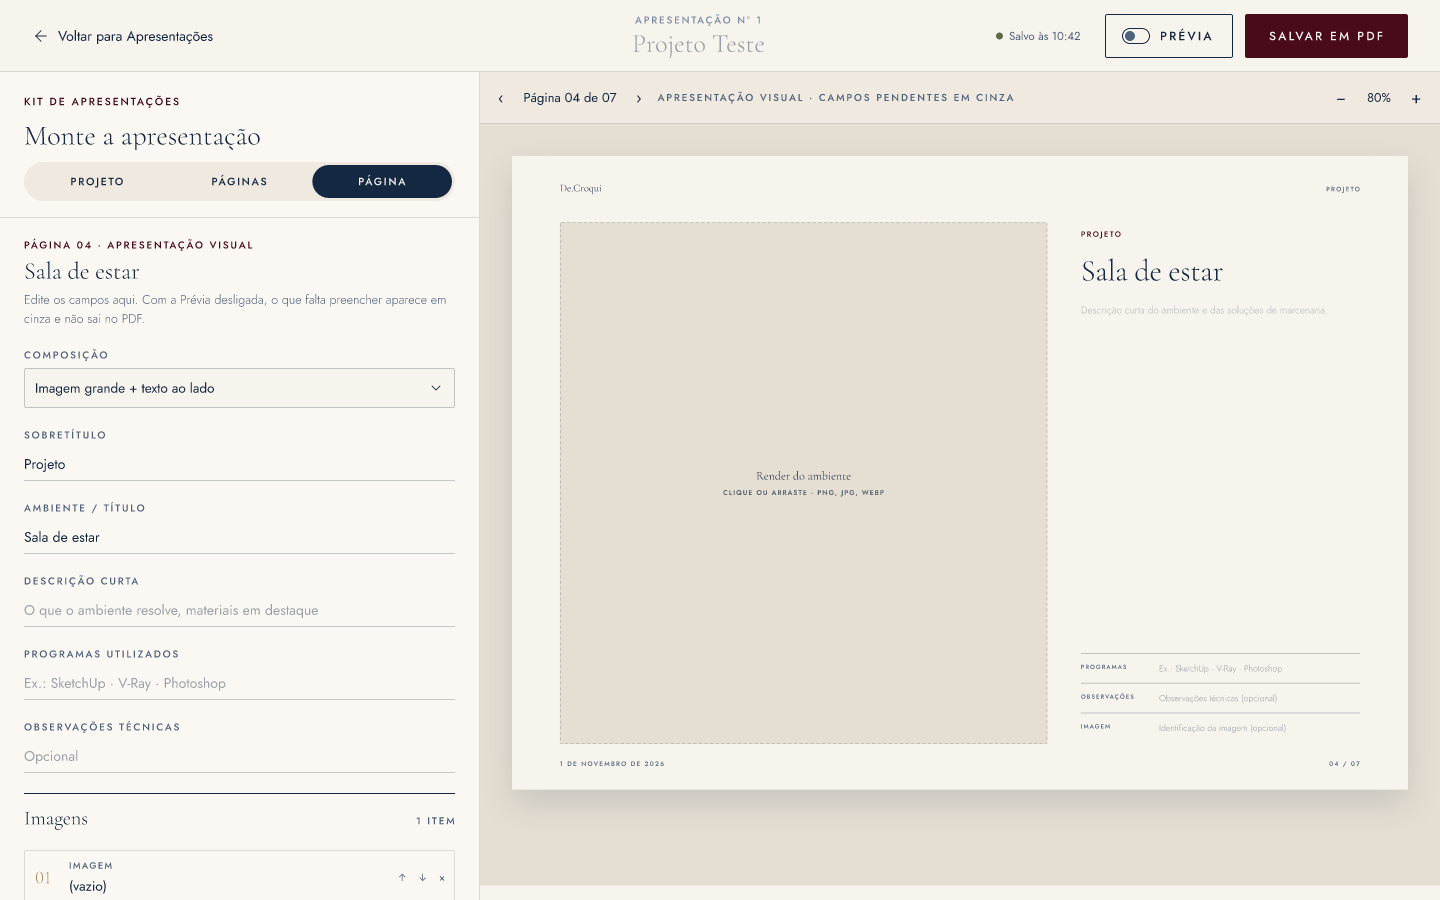 Voltar para Apresentações
APRESENTAÇÃO Nº 1
Projeto Teste
Salvo às 10:42
PRÉVIA
SALVAR EM PDF
KIT DE APRESENTAÇÕES
Monte a apresentação
PROJETO
PÁGINAS
PÁGINA
PÁGINA 04 · APRESENTAÇÃO VISUAL
Sala de estar
Edite os campos aqui. Com a Prévia desligada, o que falta preencher aparece em
cinza e não sai no PDF.
COMPOSIÇÃO
Imagem grande + texto ao lado
SOBRETÍTULO
Projeto
AMBIENTE / TÍTULO
Sala de estar
DESCRIÇÃO CURTA
O que o ambiente resolve, materiais em destaque
PROGRAMAS UTILIZADOS
Ex.: SketchUp · V-Ray · Photoshop
OBSERVAÇÕES TÉCNICAS
Opcional
Imagens
1 ITEM
01
IMAGEM
(vazio)
Página 04 de 07
APRESENTAÇÃO VISUAL · CAMPOS PENDENTES EM CINZA
80%
De.Croqui
PROJETO
Render do ambiente
CLIQUE OU ARRASTE · PNG, JPG, WEBP
PROJETO
Sala de estar
Descrição curta do ambiente e das soluções de marcenaria.
PROGRAMAS
Ex.: SketchUp · V-Ray · Photoshop
OBSERVAÇÕES
Observações técnicas (opcional)
IMAGEM
Identificação da imagem (opcional)
1 DE NOVEMBRO DE 2026
04 / 07